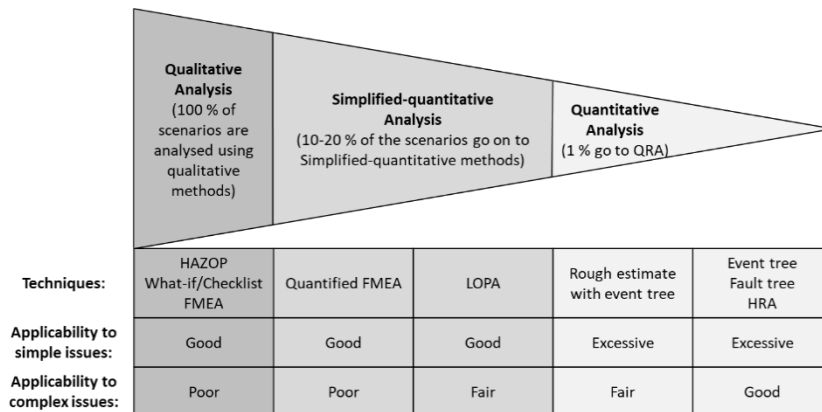 Qualitative
Analysis
(100 % of
scenarios are
analysed using
qualitative
methods)
Simplified-quantitative
Analysis
(10-20 % of the scenarios go on to
Simplified-quantitative methods)
Quantitative
Analysis
(1 % go to QRA)
Techniques:
HAZOP
What-if/Checklist
FMEA
Quantified FMEA
LOPA
Rough estimate
with event tree
Event tree
Fault tree
HRA
Applicability to
simple issues:
Good
Good
Good
Excessive
Excessive
Applicability to
complex issues:
Poor
Poor
Fair
Fair
Good